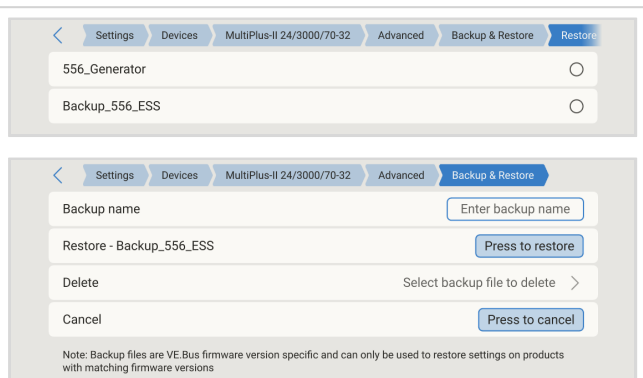 Settings Devices MultiPlus-II 24/3000/70-32 Advanced Backup & Restore Restore
556_Generator
Backup_556_ESS
Settings Devices MultiPlus-II 24/3000/70-32 Advanced Backup & Restore
Backup name Enter backup name
Restore - Backup_556_ESS Press to restore
Delete Select backup file to delete
Cancel Press to cancel
Note: Backup files are VE.Bus firmware version specific and can only be used to restore settings on products
with matching firmware versions